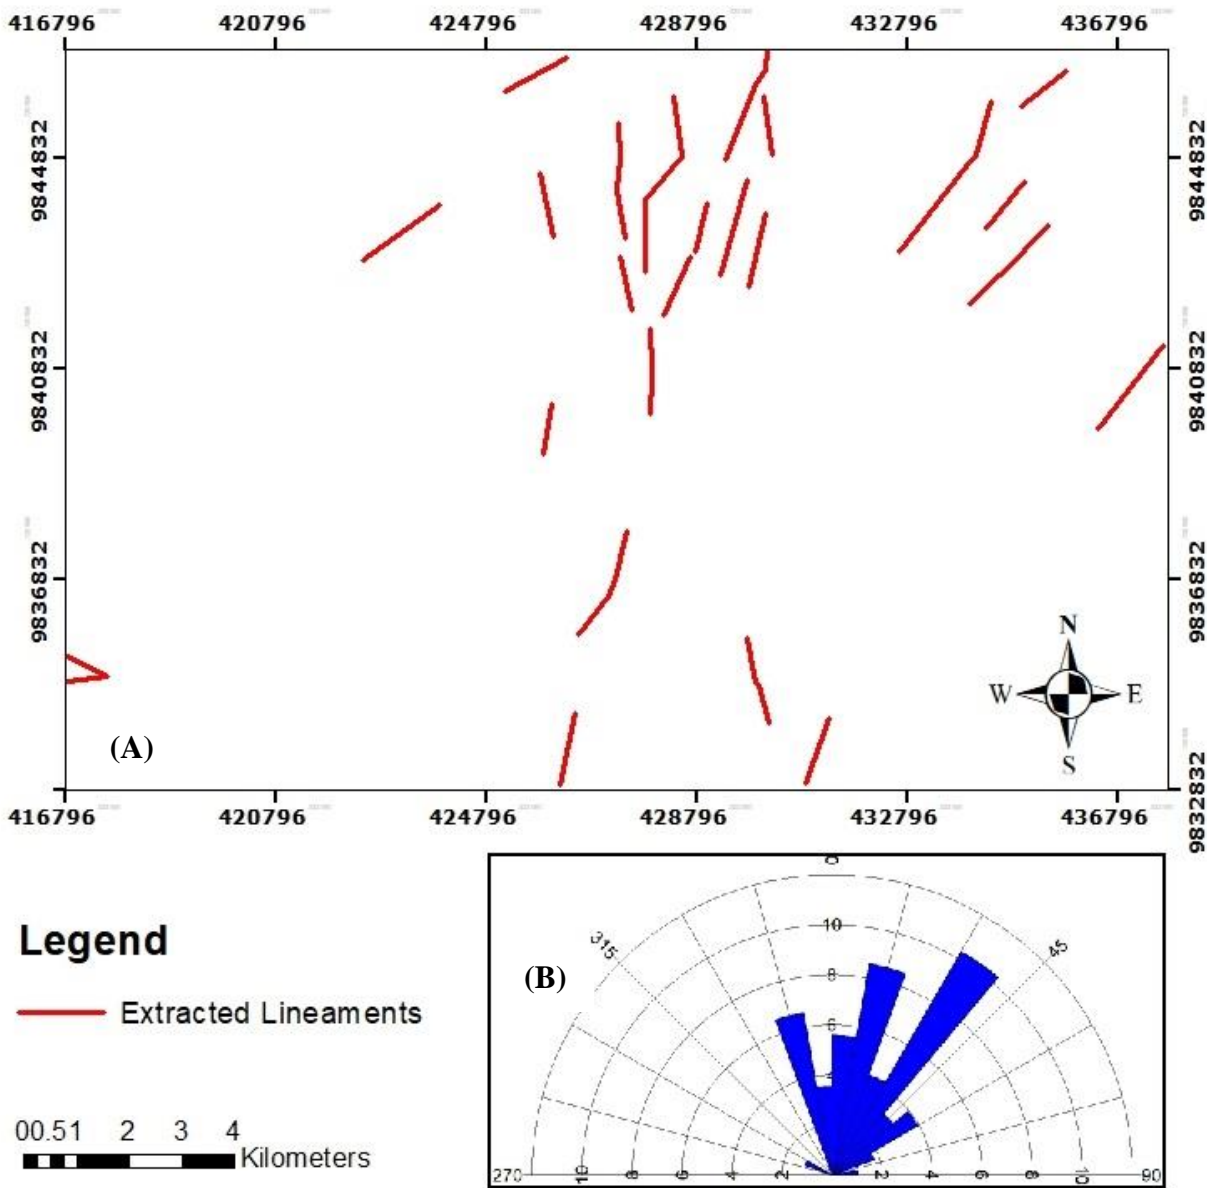 416796 420796 424796 428796 432796 436796
9844832 9844832
9840832 9840832
9836832 9836832
9832832
N
W E
S
(A)
416796 420796 424796 428796 432796 436796
Legend
Extracted Lineaments
00.51 2 3 4
Kilometers
(B)
0
315 45
10
8
6
4
270 10 8 6 4 2 2 4 6 8 10 90